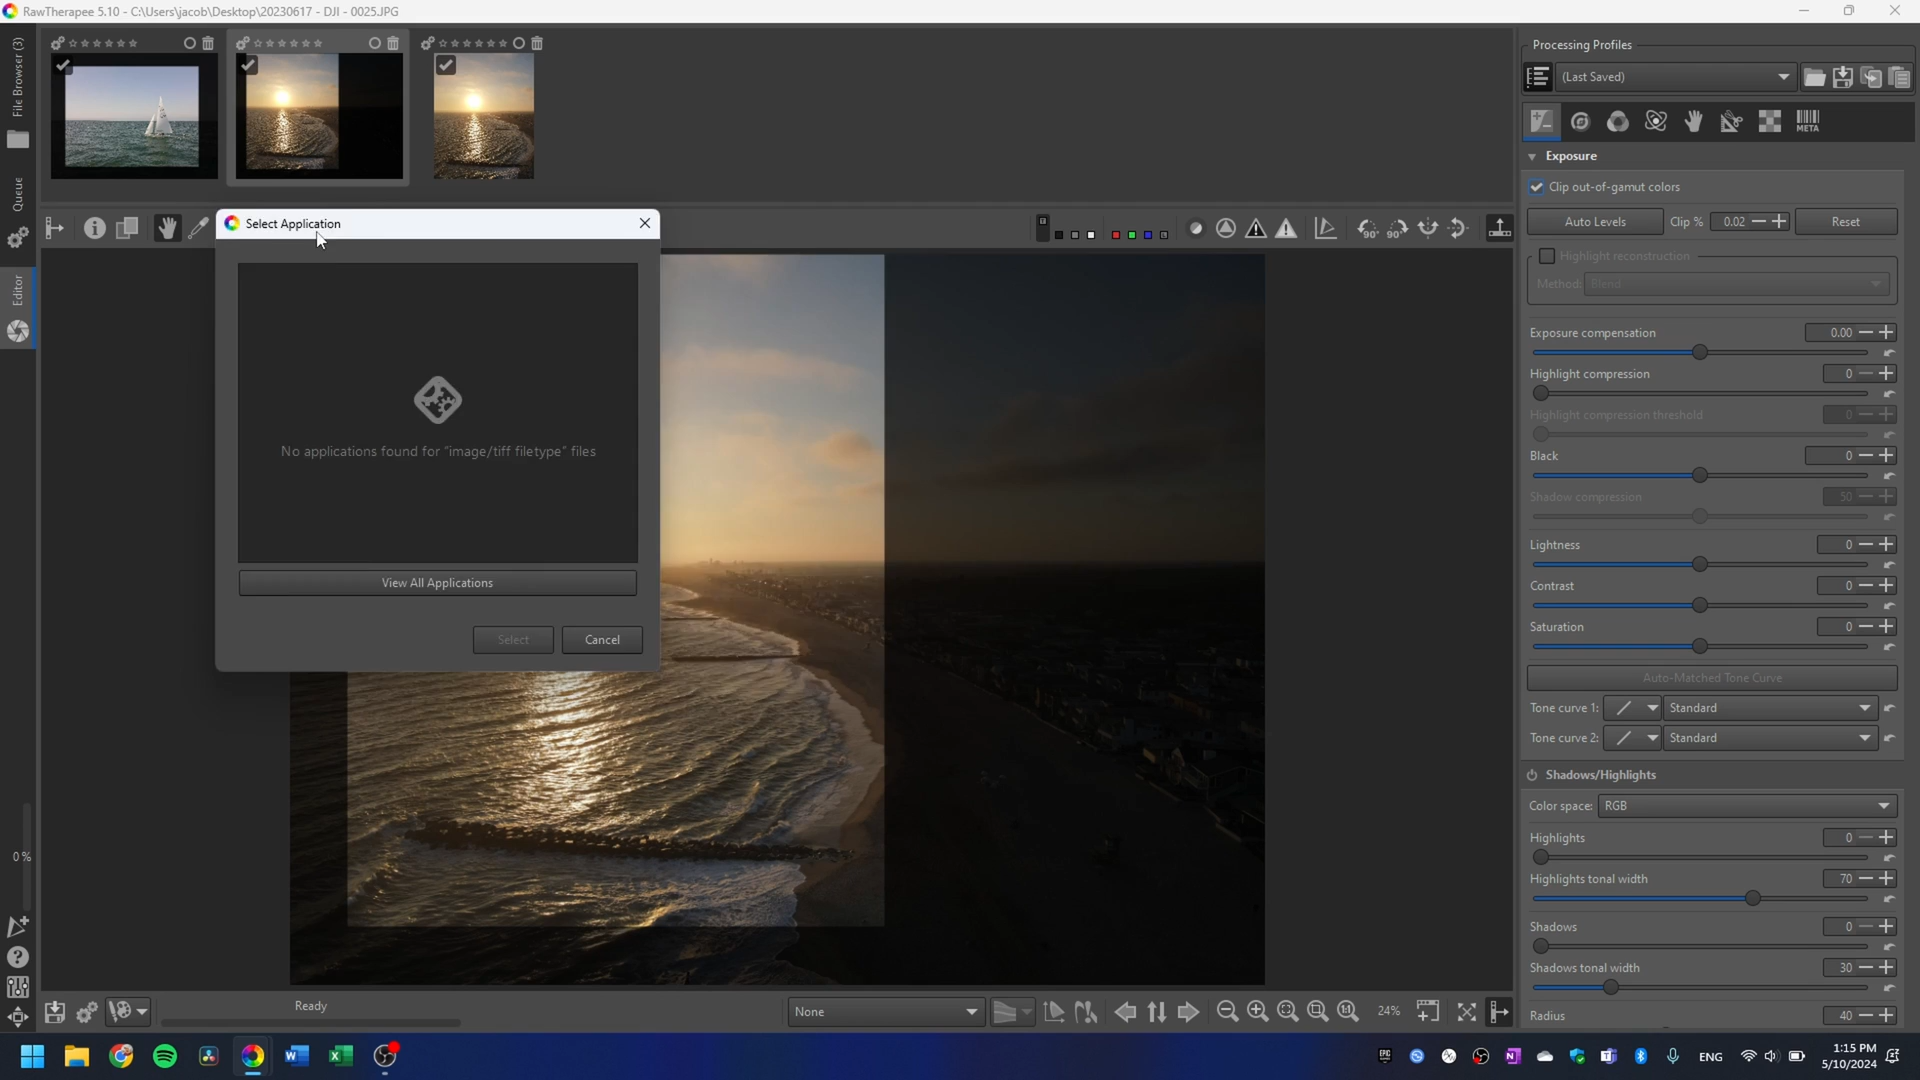 RawTherapee 5.10 - C:\Users\jacob\Desktop\20230617 - DJI - 0025.JPG
File Browser (3)
Queue
Editor
0 %
Select Application
No applications found for "image/tiff filetype" files
View All Applications
Select
Cancel
Ready
None
24%
Processing Profiles
(Last Saved)
META
Exposure
Clip out-of-gamut colors
Auto Levels
Clip %
0.02
Reset
Highlight reconstruction
Method:
Blend
Exposure compensation
0.00
Highlight compression
0
Highlight compression threshold
0
Black
0
Shadow compression
50
Lightness
0
Contrast
0
Saturation
0
Auto-Matched Tone Curve
Tone curve 1:
Standard
Tone curve 2:
Standard
Shadows/Highlights
Color space:
RGB
Highlights
0
Highlights tonal width
70
Shadows
0
Shadows tonal width
30
Radius
40
EPIC
ENG
1:15 PM
5/10/2024